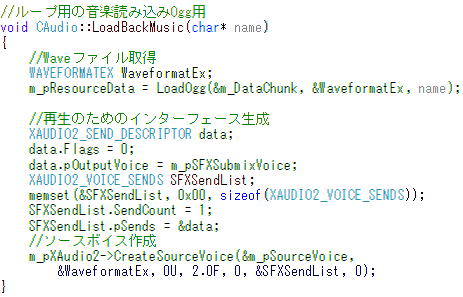 //ループ用の音楽読み込みOgg用
void CAudio::LoadBackMusic(char* name)
{
//Waveファイル取得
WAVEFORMATEX WaveformatEx;
m_pResourceData = LoadOgg(&m_DataChunk, &WaveformatEx, name);
//再生のためのインターフェース生成
XAUDIO2_SEND_DESCRIPTOR data;
data.Flags = 0;
data.pOutputVoice = m_pSFXSubmixVoice;
XAUDIO2_VOICE_SENDS SFXSendList;
memset(&SFXSendList, 0x00, sizeof(XAUDIO2_VOICE_SENDS));
SFXSendList.SendCount = 1;
SFXSendList.pSends = &data;
//ソースボイス作成
m_pXAudio2->CreateSourceVoice(&m_pSourceVoice,
&WaveformatEx, 0U, 2.0F, 0, &SFXSendList, 0);
}